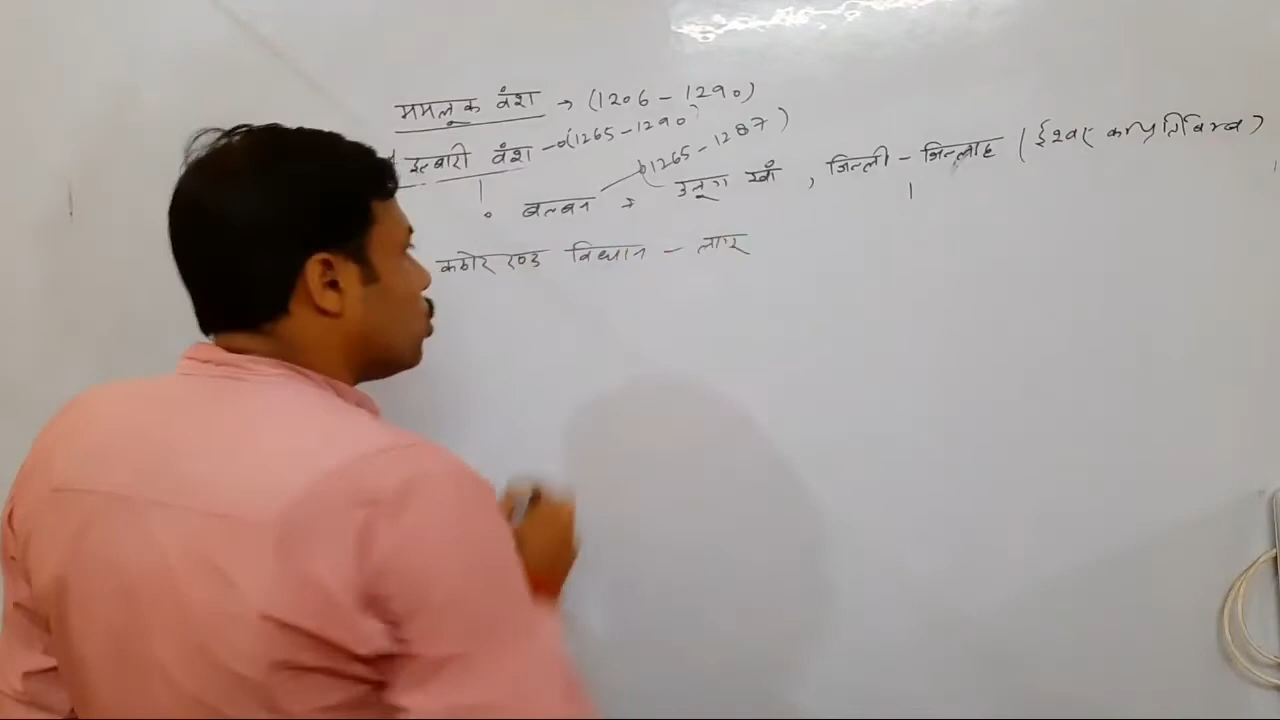 ममलूक वंश → (1206 - 1290)
इल्बारी वंश - (1265 - 1290)
• बलबन → उलूग खाँ , जिल्ली - जिल्लाह ( ईश्वर का प्रतिबिम्ब )
(1265 - 1287)
कठोर दण्ड विधान - लागू